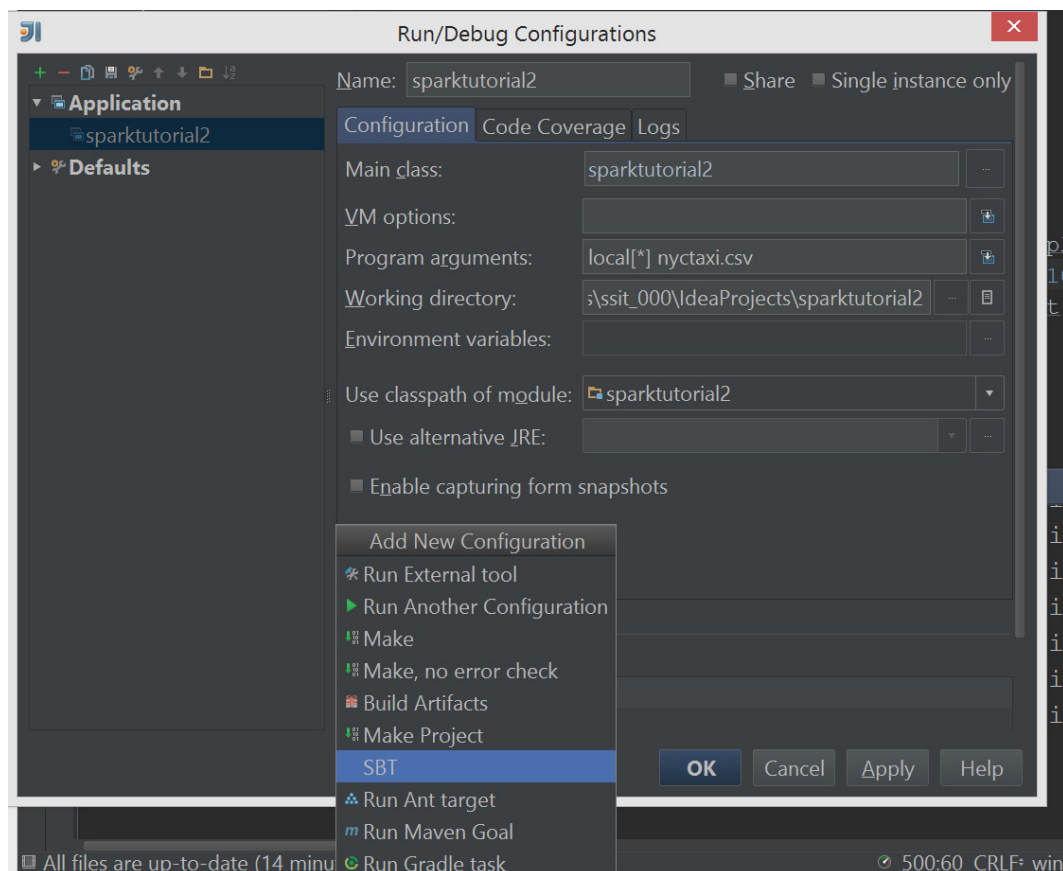 Run/Debug Configurations
Name: sparktutorial2 Share Single instance only
Application
sparktutorial2
Defaults
Configuration Code Coverage Logs
Main class: sparktutorial2
VM options:
Program arguments: local[*] nyctaxi.csv
Working directory: s\ssit_000\IdeaProjects\sparktutorial2
Environment variables:
Use classpath of module: sparktutorial2
Use alternative JRE:
Enable capturing form snapshots
Add New Configuration
Run External tool
Run Another Configuration
Make
Make, no error check
Build Artifacts
Make Project
SBT
Run Ant target
Run Maven Goal
Run Gradle task
OK Cancel Apply Help
All files are up-to-date (14 minu 500:60 CRLF÷ win